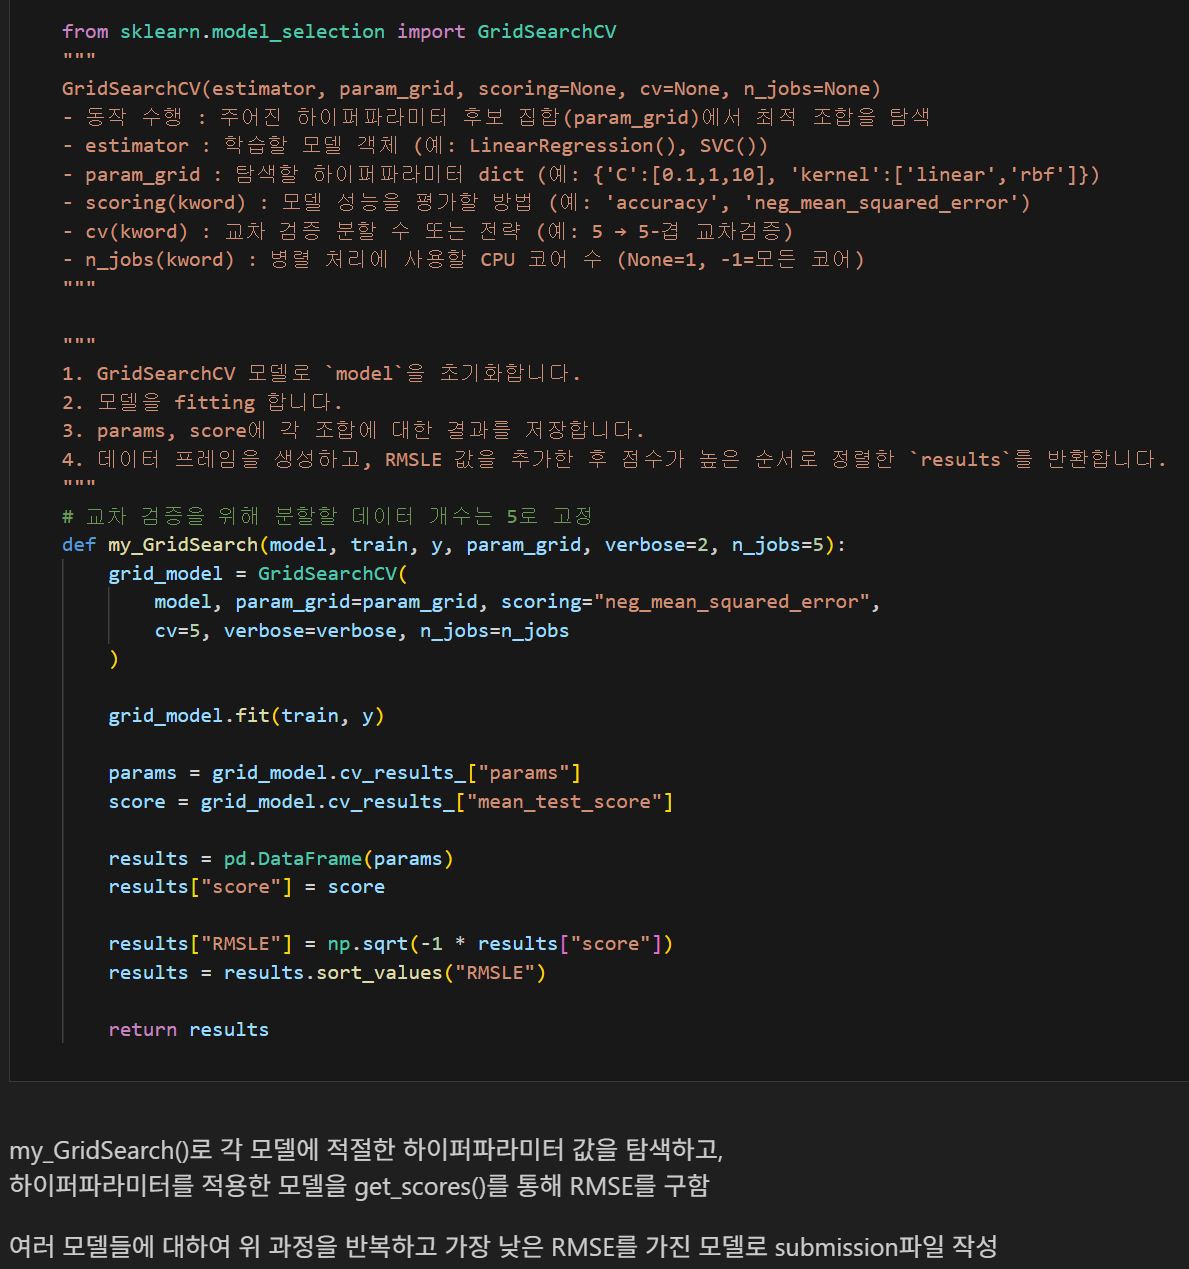 from sklearn.model_selection import GridSearchCV
"""
GridSearchCV(estimator, param_grid, scoring=None, cv=None, n_jobs=None)
- 동작 수행 : 주어진 하이퍼파라미터 후보 집합(param_grid)에서 최적 조합을 탐색
- estimator : 학습할 모델 객체 (예: LinearRegression(), SVC())
- param_grid : 탐색할 하이퍼파라미터 dict (예: {'C':[0.1,1,10], 'kernel':['linear','rbf']})
- scoring(kword) : 모델 성능을 평가할 방법 (예: 'accuracy', 'neg_mean_squared_error')
- cv(kword) : 교차 검증 분할 수 또는 전략 (예: 5 → 5-겹 교차검증)
- n_jobs(kword) : 병렬 처리에 사용할 CPU 코어 수 (None=1, -1=모든 코어)
"""
"""
1. GridSearchCV 모델로 `model`을 초기화합니다.
2. 모델을 fitting 합니다.
3. params, score에 각 조합에 대한 결과를 저장합니다.
4. 데이터 프레임을 생성하고, RMSLE 값을 추가한 후 점수가 높은 순서로 정렬한 `results`를 반환합니다.
"""
# 교차 검증을 위해 분할할 데이터 개수는 5로 고정
def my_GridSearch(model, train, y, param_grid, verbose=2, n_jobs=5):
    grid_model = GridSearchCV(
        model, param_grid=param_grid, scoring="neg_mean_squared_error",
        cv=5, verbose=verbose, n_jobs=n_jobs
    )
    grid_model.fit(train, y)
    params = grid_model.cv_results_["params"]
    score = grid_model.cv_results_["mean_test_score"]
    results = pd.DataFrame(params)
    results["score"] = score
    results["RMSLE"] = np.sqrt(-1 * results["score"])
    results = results.sort_values("RMSLE")
    return results
my_GridSearch()로 각 모델에 적절한 하이퍼파라미터 값을 탐색하고,
하이퍼파라미터를 적용한 모델을 get_scores()를 통해 RMSE를 구함
여러 모델들에 대하여 위 과정을 반복하고 가장 낮은 RMSE를 가진 모델로 submission파일 작성